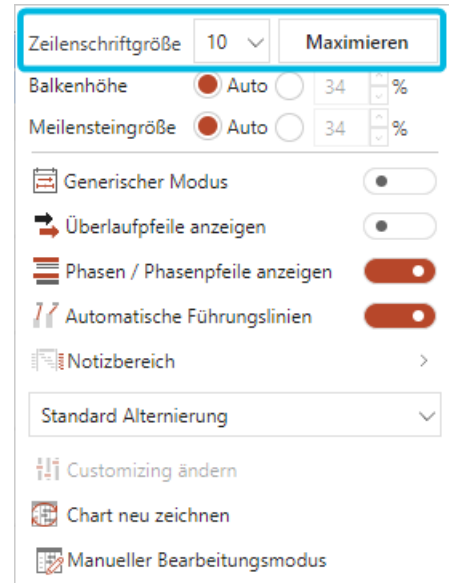 Zeilenschriftgröße 10 Maximieren
Balkenhöhe Auto 34 %
Meilensteingröße Auto 34 %
Generischer Modus
Überlaufpfeile anzeigen
Phasen / Phasenpfeile anzeigen
Automatische Führungslinien
Notizbereich
Standard Alternierung
Customizing ändern
Chart neu zeichnen
Manueller Bearbeitungsmodus